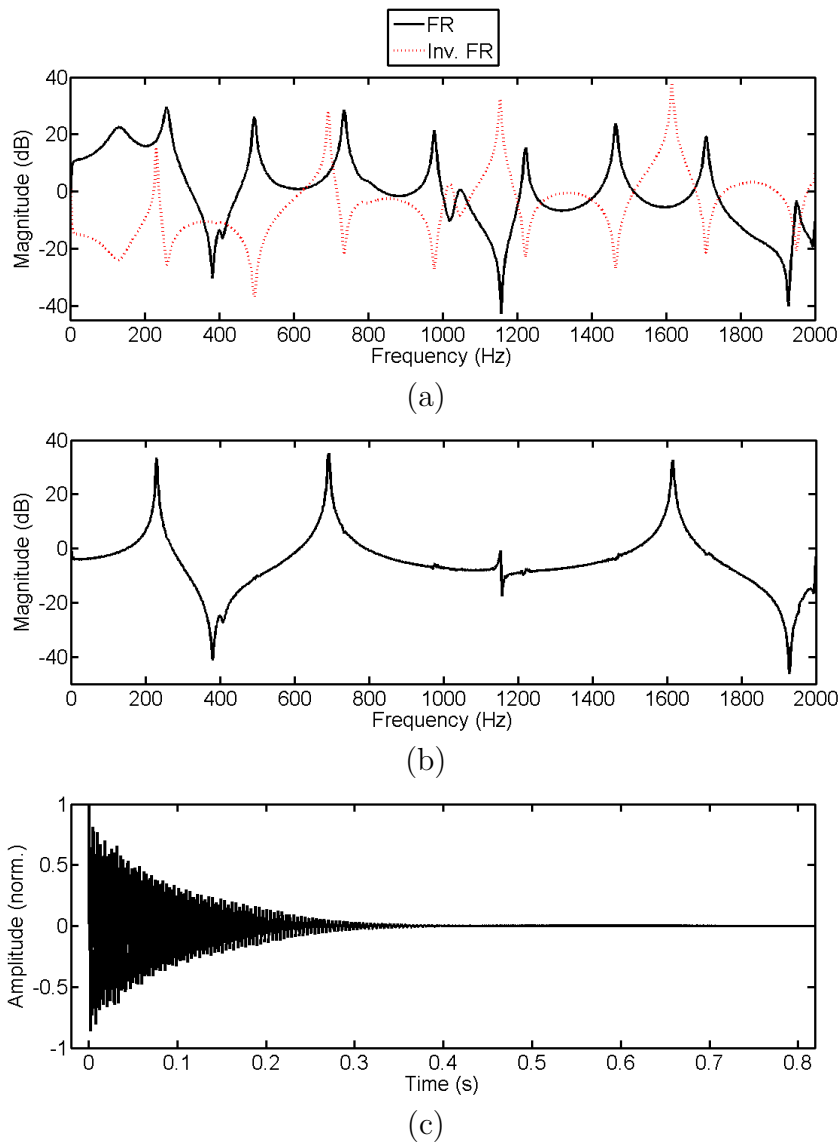 FR
Inv. FR
40
20
0
-20
-40
Magnitude (dB)
0 200 400 600 800 1000 1200 1400 1600 1800 2000
Frequency (Hz)
(a)
40
20
0
-20
-40
Magnitude (dB)
0 200 400 600 800 1000 1200 1400 1600 1800 2000
Frequency (Hz)
(b)
1
0.5
0
-0.5
-1
Amplitude (norm.)
0 0.1 0.2 0.3 0.4 0.5 0.6 0.7 0.8
Time (s)
(c)